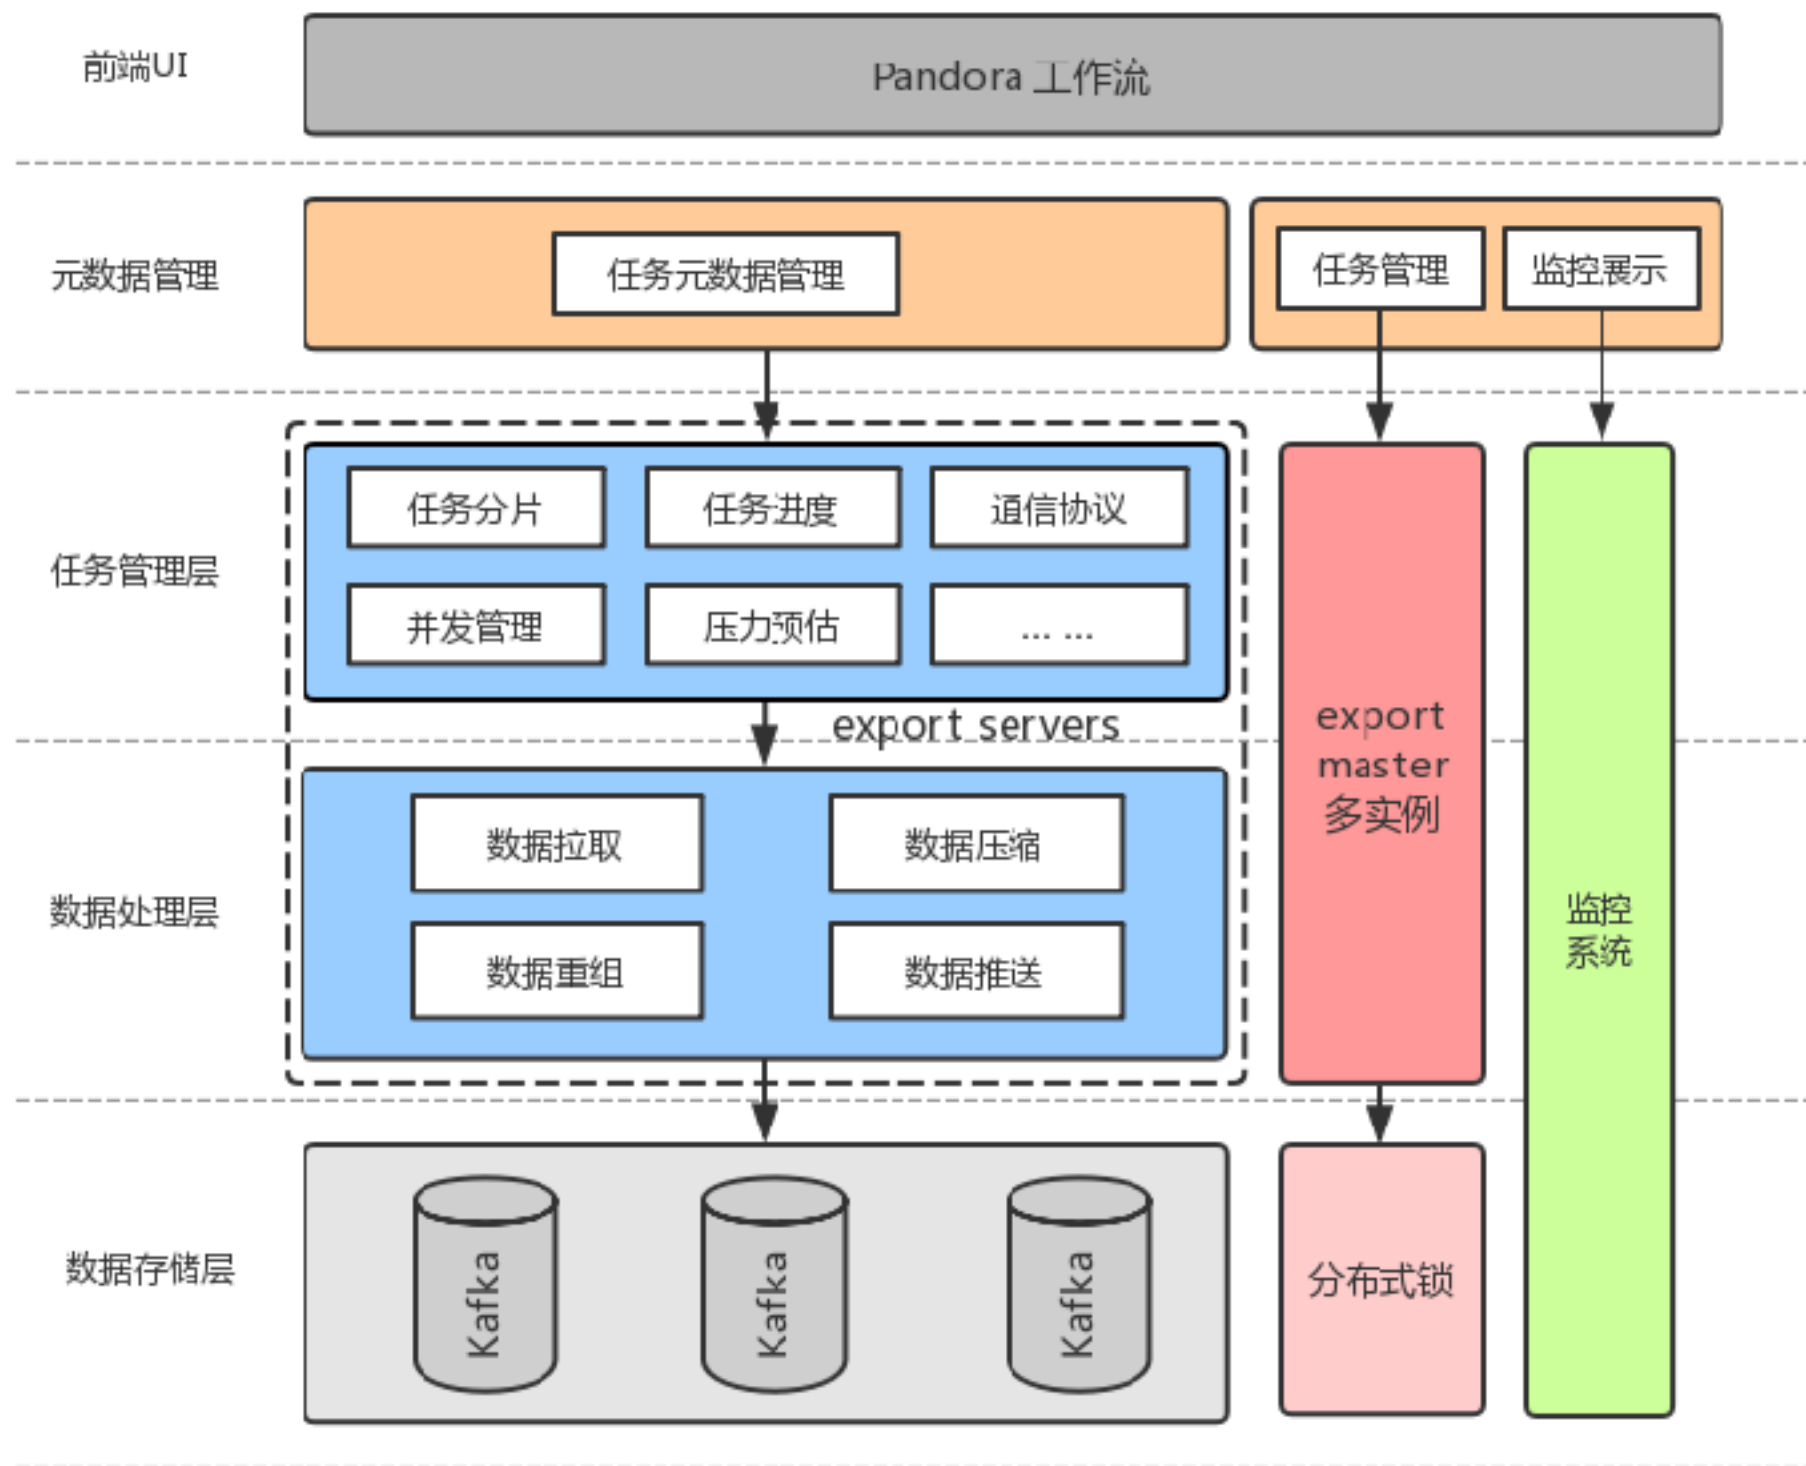 前端UI
Pandora 工作流
元数据管理
任务元数据管理
任务管理
监控展示
任务管理层
任务分片
任务进度
通信协议
并发管理
压力预估
... ...
export servers
数据处理层
数据拉取
数据压缩
数据重组
数据推送
export
master
多实例
监控
系统
数据存储层
Kafka
Kafka
Kafka
分布式锁